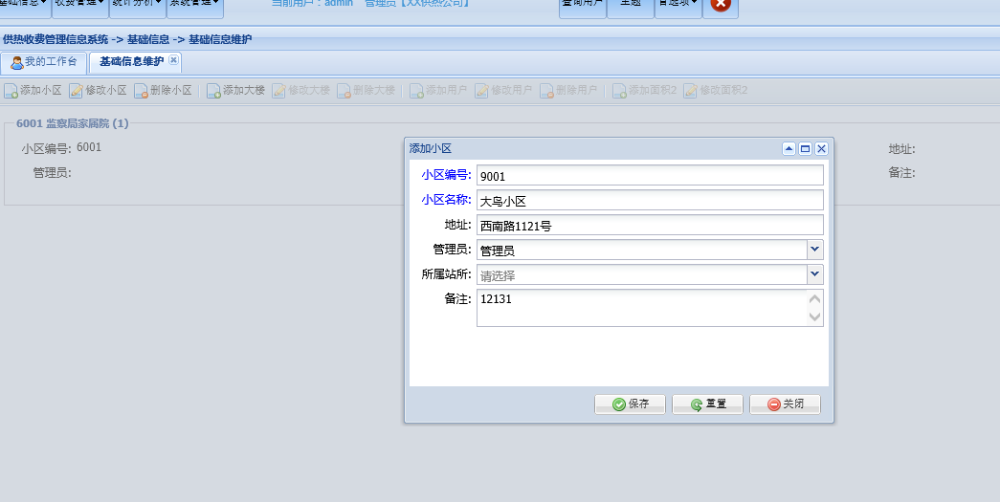 基础信息 收费管理 统计分析 系统管理 当前用户：admin 管理员【XX供热公司】 查询用户 主题 首选项
供热收费管理信息系统 -> 基础信息 -> 基础信息维护
我的工作台 基础信息维护
添加小区 修改小区 删除小区 添加大楼 修改大楼 删除大楼 添加用户 修改用户 删除用户 添加面积2 修改面积2
6001 监察局家属院 (1)
小区编号: 6001 地址:
管理员: 备注:
添加小区
小区编号: 9001
小区名称: 大鸟小区
地址: 西南路1121号
管理员: 管理员
所属站所: 请选择
备注: 12131
保存 重置 关闭